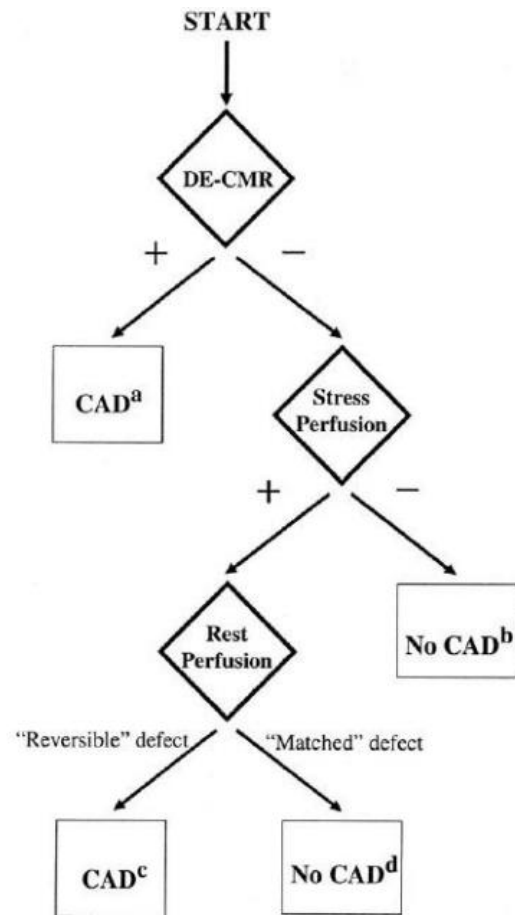 START
DE-CMR
+ −
CADᵃ
Stress
Perfusion
+ −
Rest
Perfusion
No CADᵇ
“Reversible” defect “Matched” defect
CADᶜ
No CADᵈ